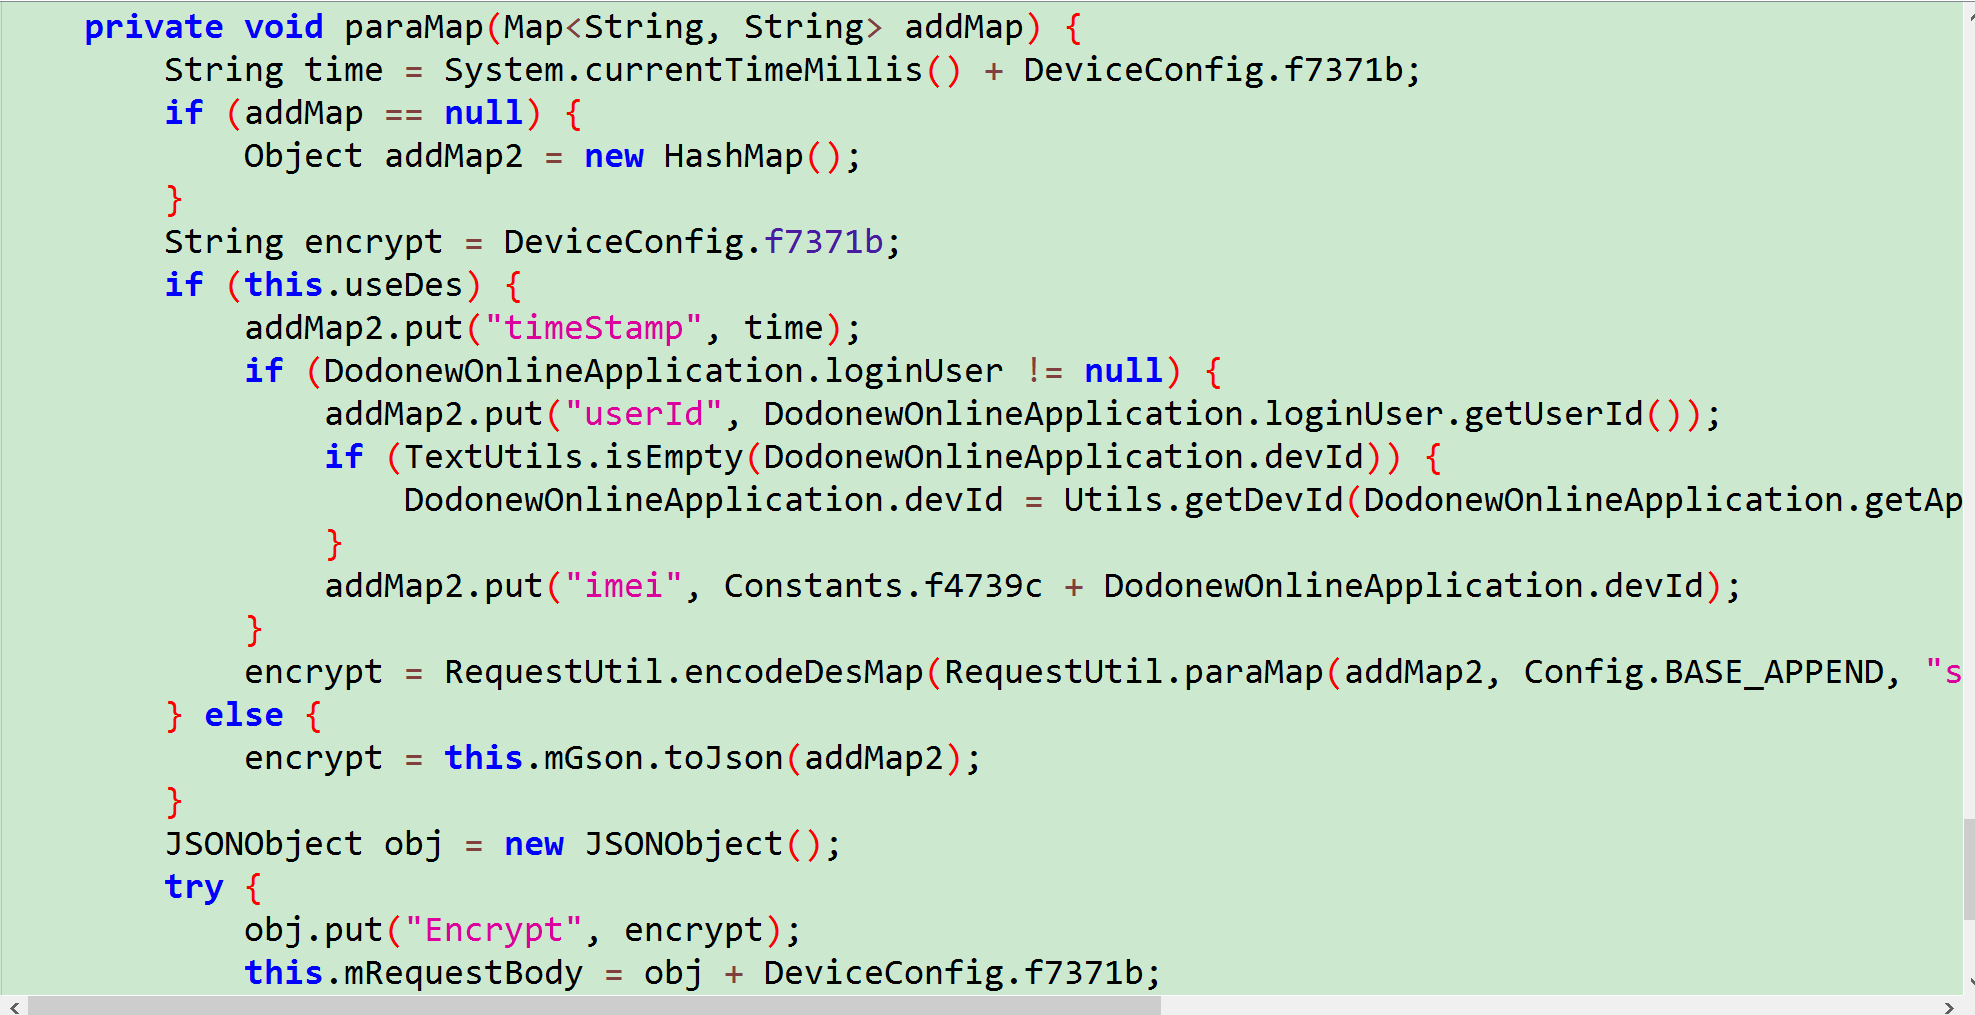 private void paraMap(Map<String, String> addMap) {
String time = System.currentTimeMillis() + DeviceConfig.f7371b;
if (addMap == null) {
Object addMap2 = new HashMap();
}
String encrypt = DeviceConfig.f7371b;
if (this.useDes) {
addMap2.put("timeStamp", time);
if (DodonewOnlineApplication.loginUser != null) {
addMap2.put("userId", DodonewOnlineApplication.loginUser.getUserId());
if (TextUtils.isEmpty(DodonewOnlineApplication.devId)) {
DodonewOnlineApplication.devId = Utils.getDevId(DodonewOnlineApplication.getAp
}
addMap2.put("imei", Constants.f4739c + DodonewOnlineApplication.devId);
}
encrypt = RequestUtil.encodeDesMap(RequestUtil.paraMap(addMap2, Config.BASE_APPEND, "s
} else {
encrypt = this.mGson.toJson(addMap2);
}
JSONObject obj = new JSONObject();
try {
obj.put("Encrypt", encrypt);
this.mRequestBody = obj + DeviceConfig.f7371b;